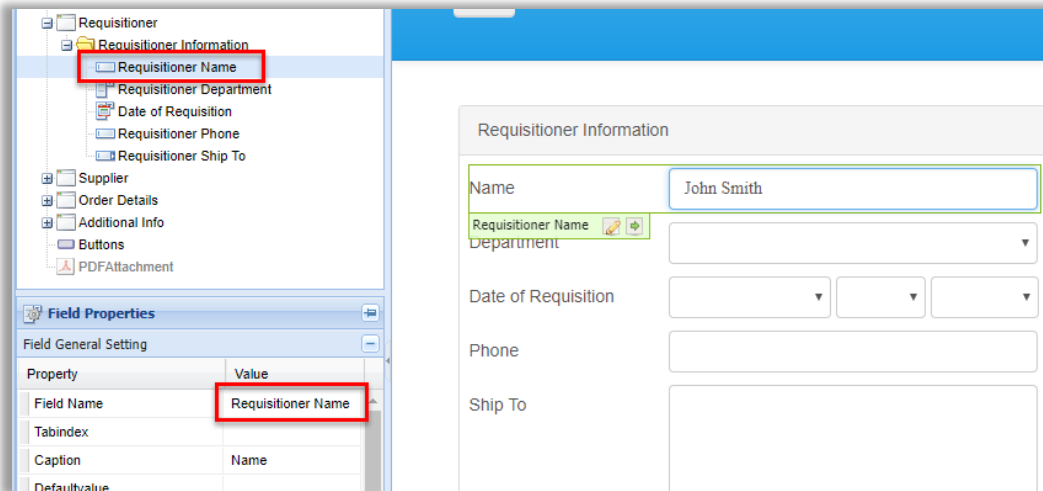 Requisitioner
Requisitioner Information
Requisitioner Name
Requisitioner Department
Date of Requisition
Requisitioner Phone
Requisitioner Ship To
Supplier
Order Details
Additional Info
Buttons
PDFAttachment
Field Properties
Field General Setting
Property Value
Field Name Requisitioner Name
Tabindex
Caption Name
Defaultvalue
Requisitioner Information
Name John Smith
Requisitioner Name
Department
Date of Requisition
Phone
Ship To